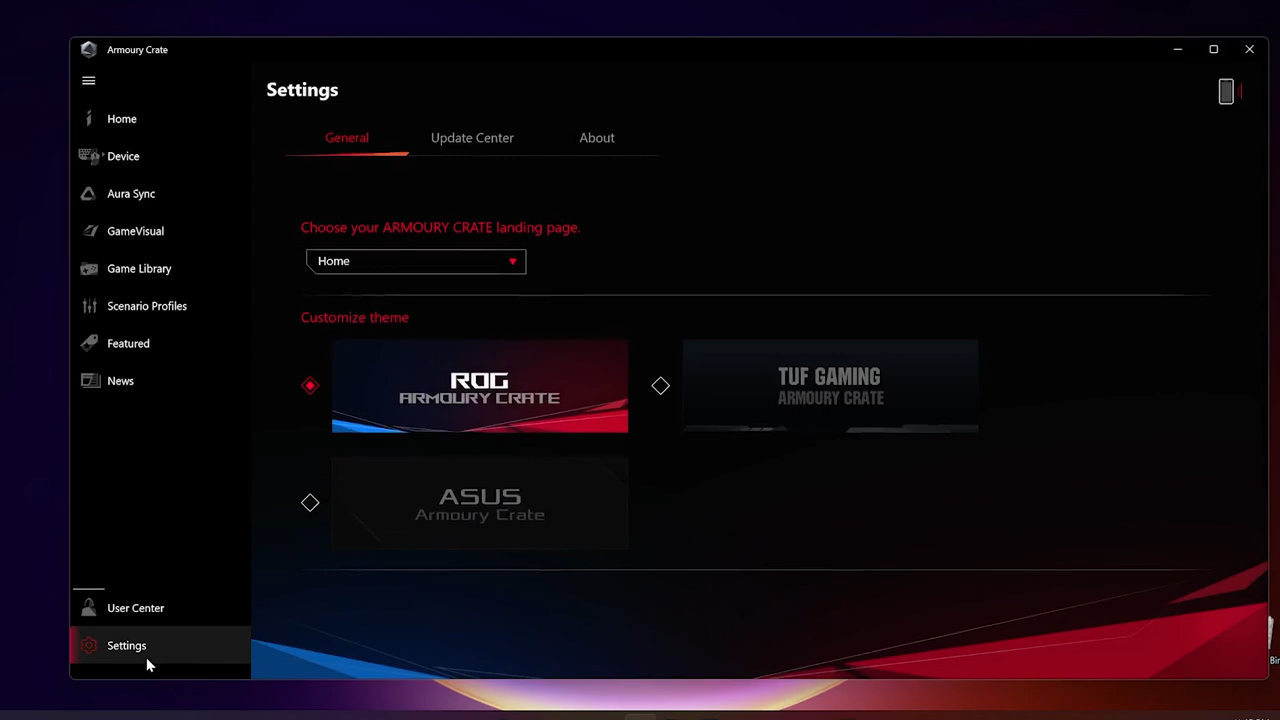 Armoury Crate
Settings
Home
Device
Aura Sync
GameVisual
Game Library
Scenario Profiles
Featured
News
User Center
Settings
General
Update Center
About
Choose your ARMOURY CRATE landing page.
Home
Customize theme
ROG
ARMOURY CRATE
TUF GAMING
ARMOURY CRATE
ASUS
Armoury Crate